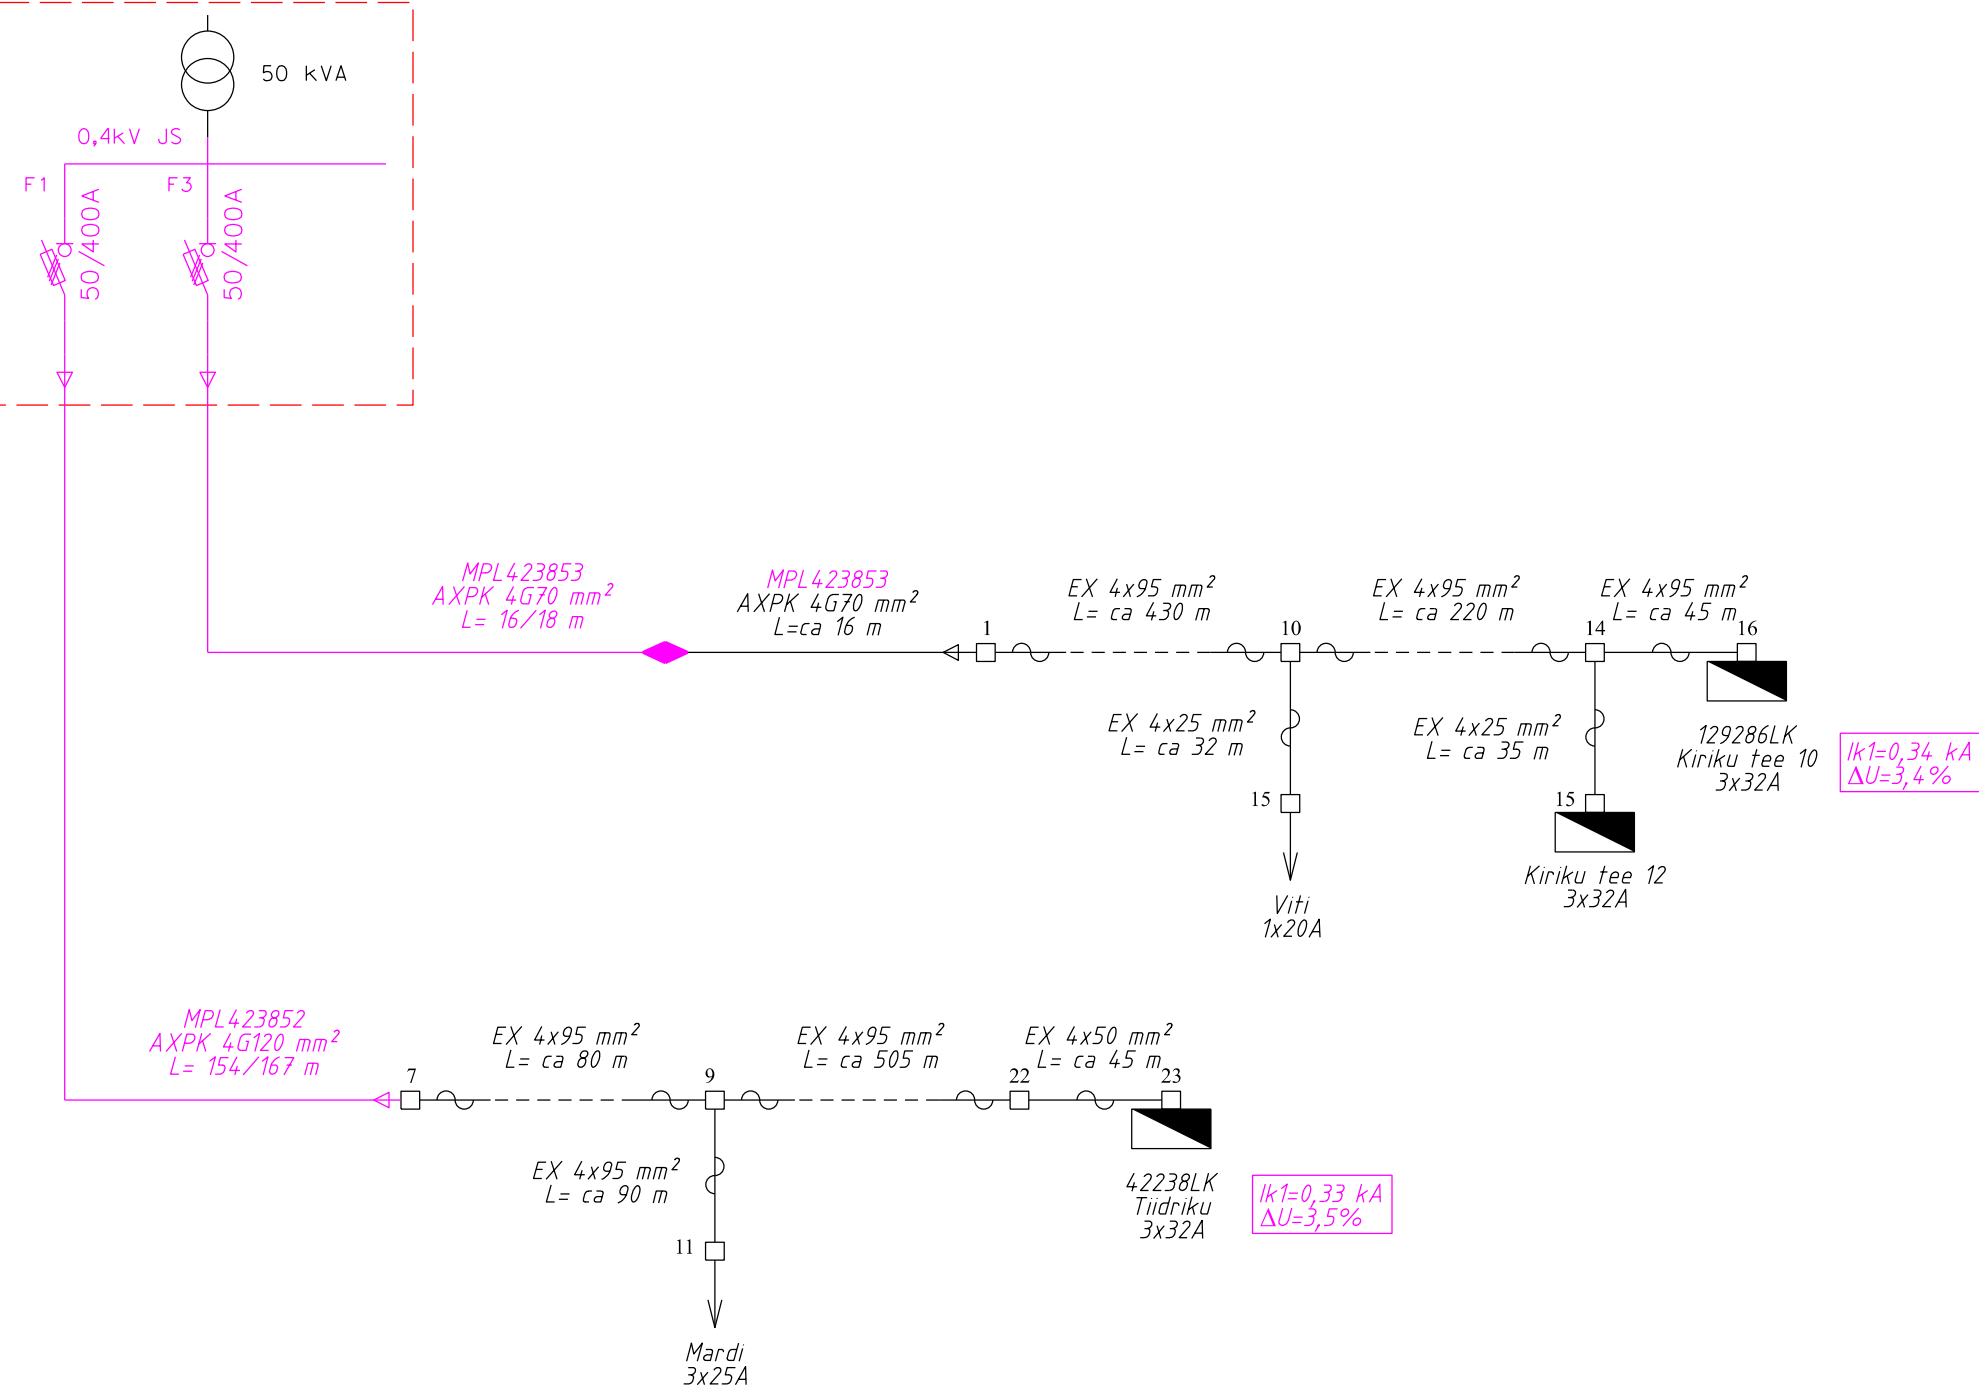 50 kVA
0,4kV JS
F1
F3
50/400A
50/400A
MPL423853
AXPK 4G70 mm²
L= 16/18 m
MPL423853
AXPK 4G70 mm²
L=ca 16 m
1
EX 4x95 mm²
L= ca 430 m
10
EX 4x95 mm²
L= ca 220 m
14
EX 4x95 mm²
L= ca 45 m
16
EX 4x25 mm²
L= ca 32 m
15
Viti
1x20A
EX 4x25 mm²
L= ca 35 m
15
Kiriku tee 12
3x32A
129286LK
Kiriku tee 10
3x32A
Ik1=0,34 kA
ΔU=3,4%
MPL423852
AXPK 4G120 mm²
L= 154/167 m
7
EX 4x95 mm²
L= ca 80 m
9
EX 4x95 mm²
L= ca 505 m
22
EX 4x50 mm²
L= ca 45 m
23
EX 4x95 mm²
L= ca 90 m
11
Mardi
3x25A
42238LK
Tiidriku
3x32A
Ik1=0,33 kA
ΔU=3,5%